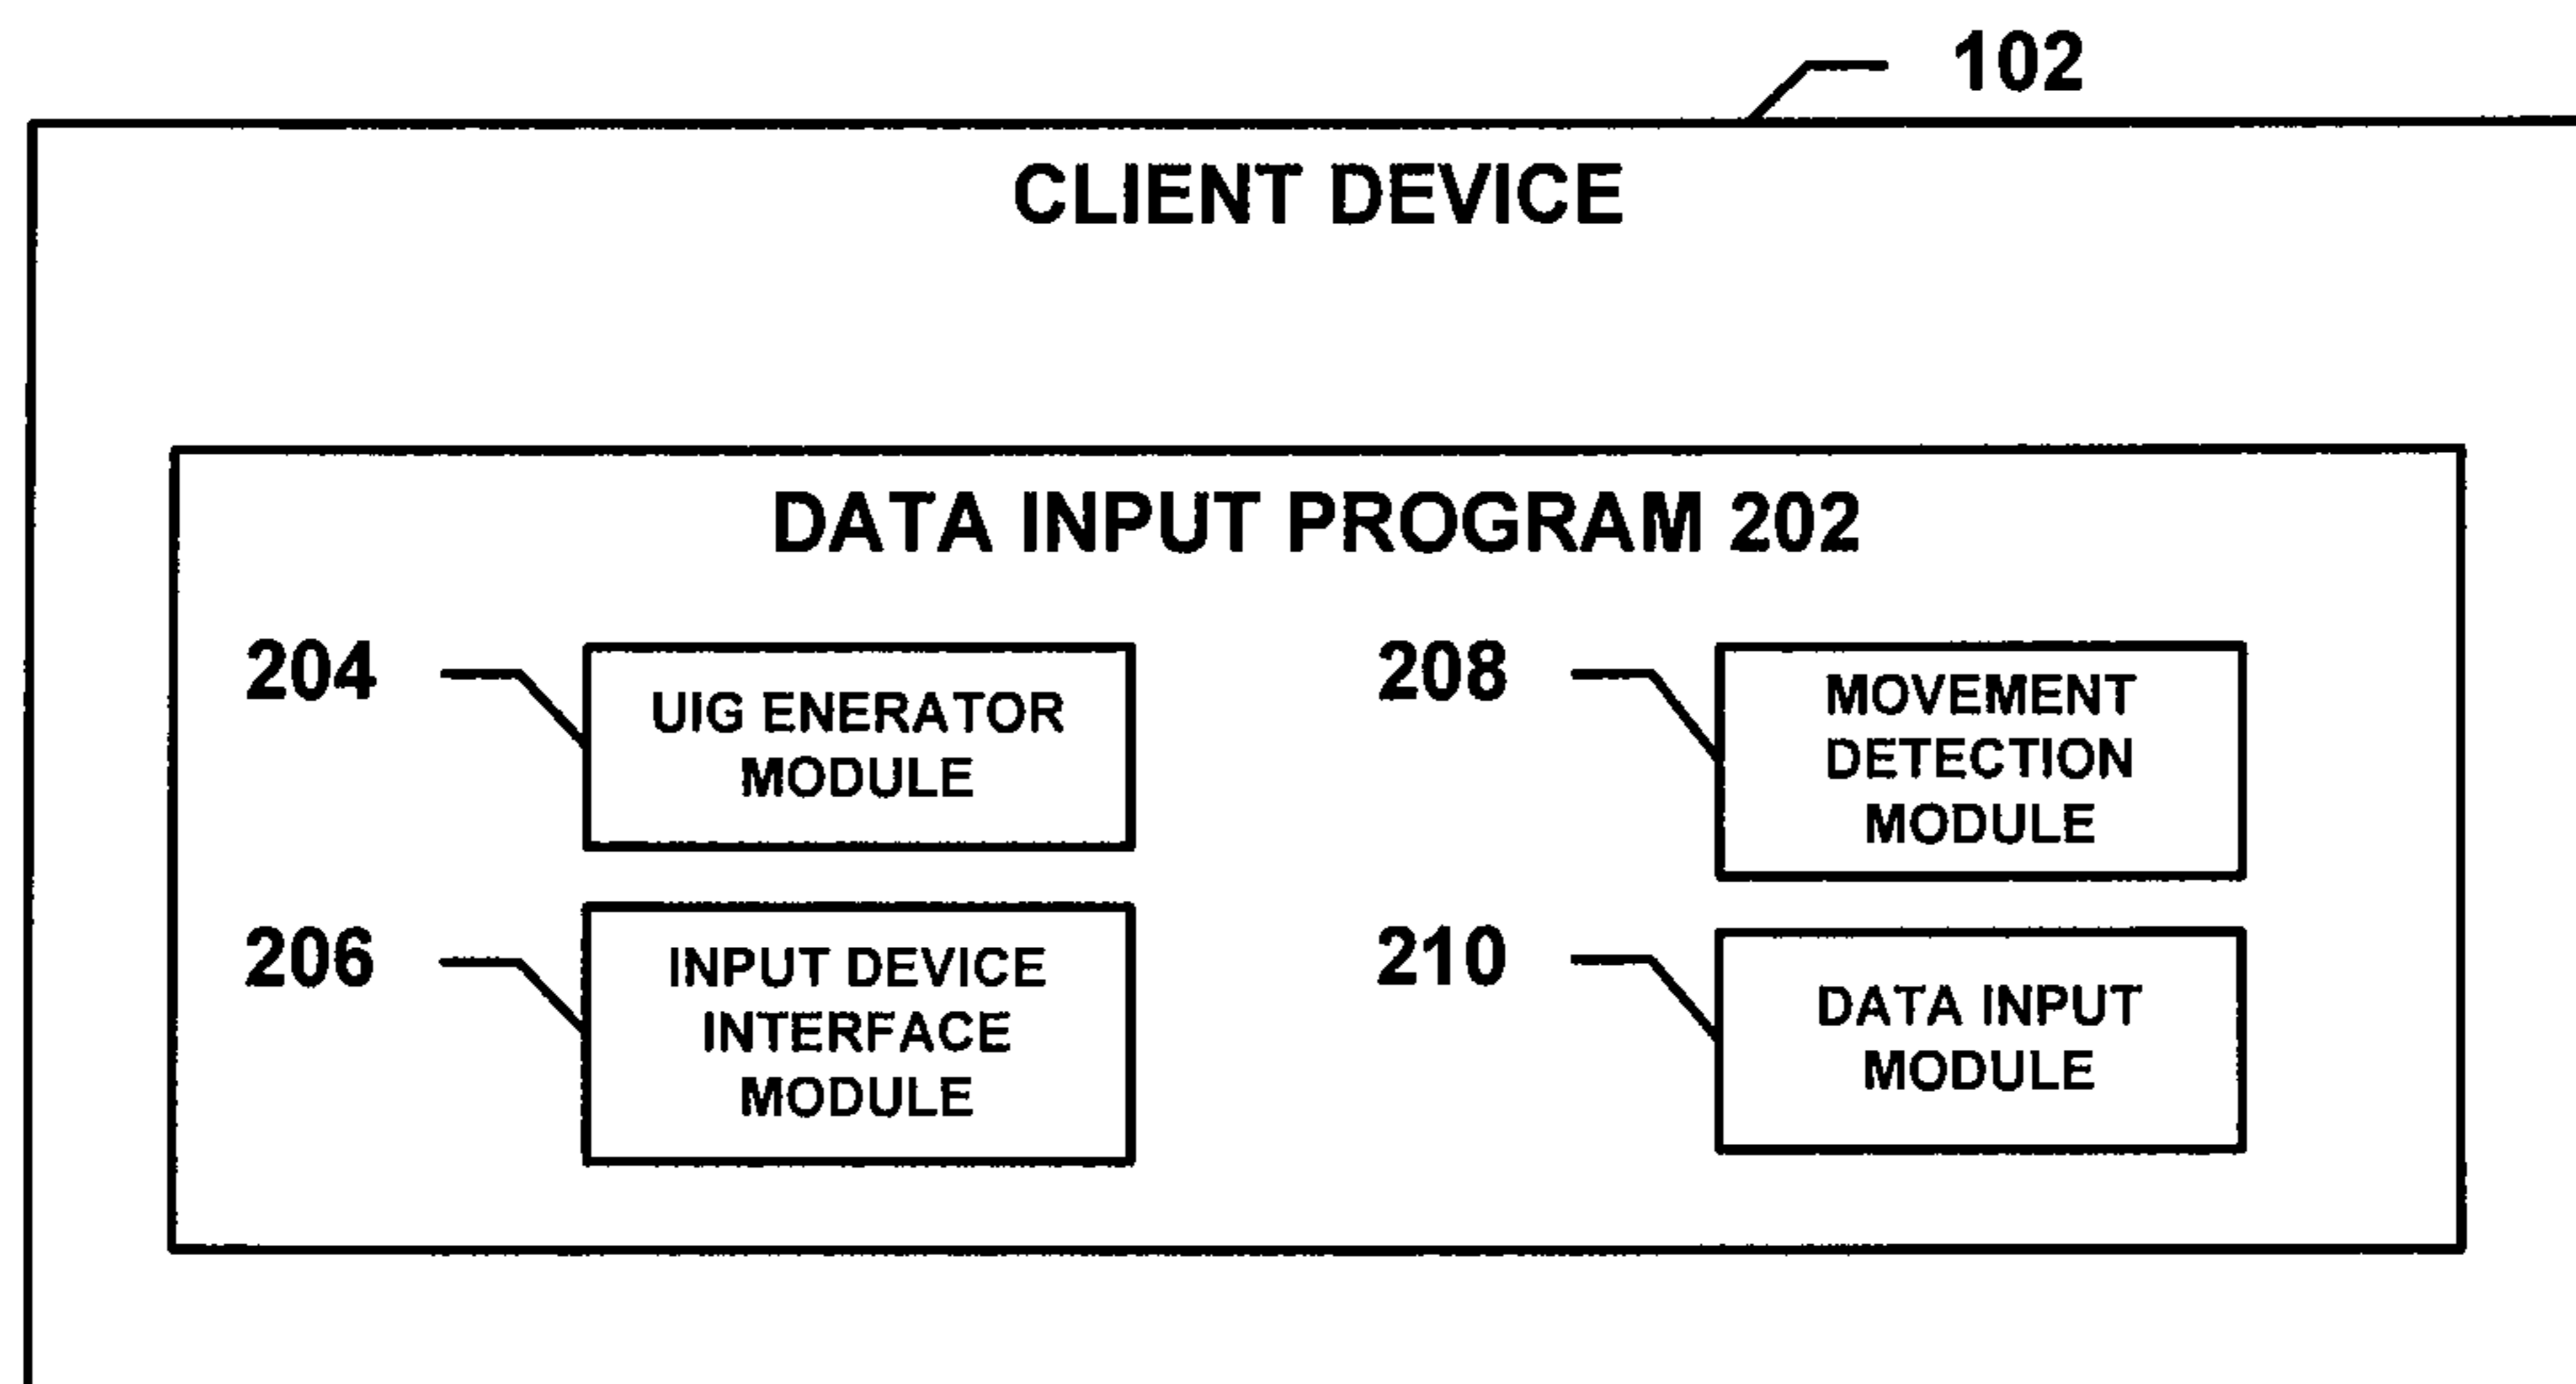 102
CLIENT DEVICE
DATA INPUT PROGRAM 202
204
UIG ENERATOR
MODULE
206
INPUT DEVICE
INTERFACE
MODULE
208
MOVEMENT
DETECTION
MODULE
210
DATA INPUT
MODULE